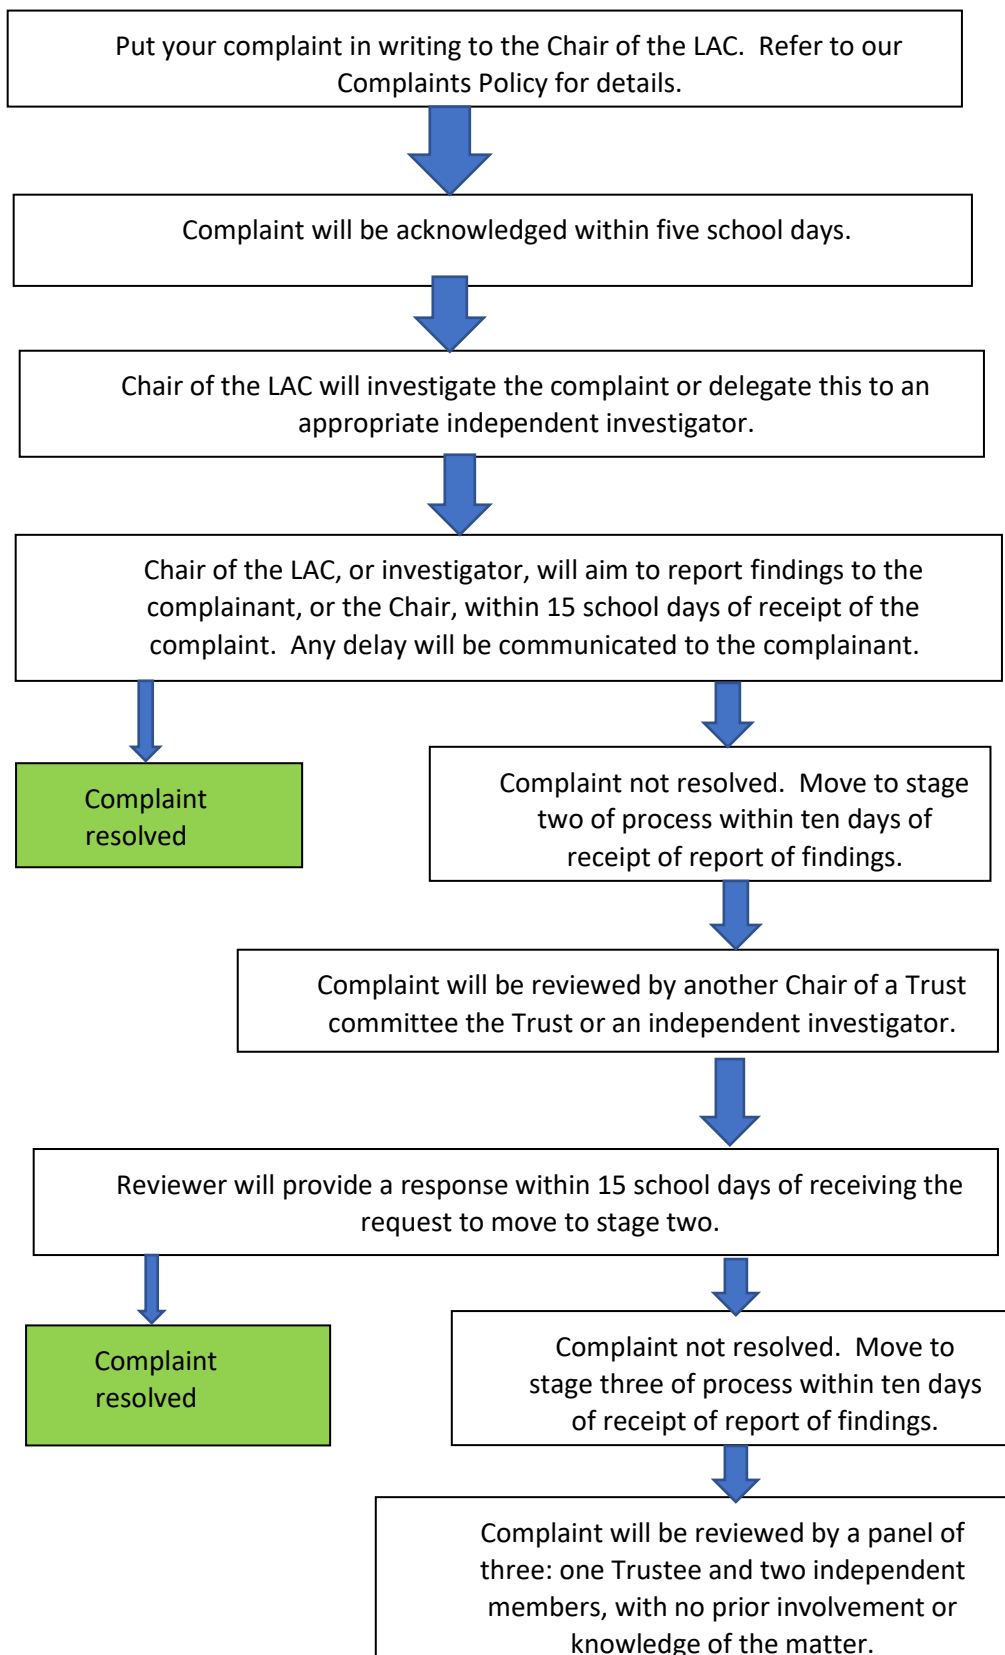 Put your complaint in writing to the Chair of the LAC.  Refer to our
Complaints Policy for details.
Complaint will be acknowledged within five school days.
Chair of the LAC will investigate the complaint or delegate this to an
appropriate independent investigator.
Chair of the LAC, or investigator, will aim to report findings to the
complainant, or the Chair, within 15 school days of receipt of the
complaint.  Any delay will be communicated to the complainant.
Complaint
resolved
Complaint not resolved.  Move to stage
two of process within ten days of
receipt of report of findings.
Complaint will be reviewed by another Chair of a Trust
committee the Trust or an independent investigator.
Reviewer will provide a response within 15 school days of receiving the
request to move to stage two.
Complaint
resolved
Complaint not resolved.  Move to
stage three of process within ten days
of receipt of report of findings.
Complaint will be reviewed by a panel of
three: one Trustee and two independent
members, with no prior involvement or
knowledge of the matter.